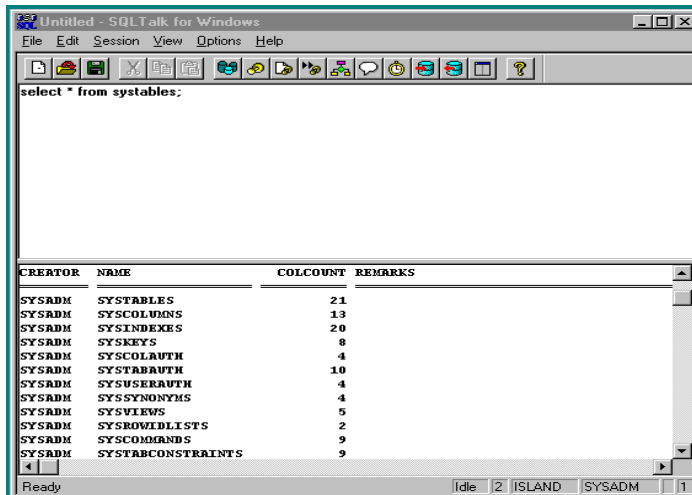 Untitled - SQLTalk for Windows
File Edit Session View Options Help
select * from systables;
CREATOR NAME COLCOUNT REMARKS
SYSADM SYSTABLES 21
SYSADM SYSCOLUMNS 13
SYSADM SYSINDEXES 20
SYSADM SYSKEYS 8
SYSADM SYSCOLAUTH 4
SYSADM SYSTABAUTH 10
SYSADM SYSUSERAUTH 4
SYSADM SYSSYNONYMS 4
SYSADM SYSVIEWS 5
SYSADM SYSROWIDLISTS 2
SYSADM SYSCOMMANDS 9
SYSADM SYSTABCONSTRAINTS 9
Ready Idle 2 ISLAND SYSADM 1